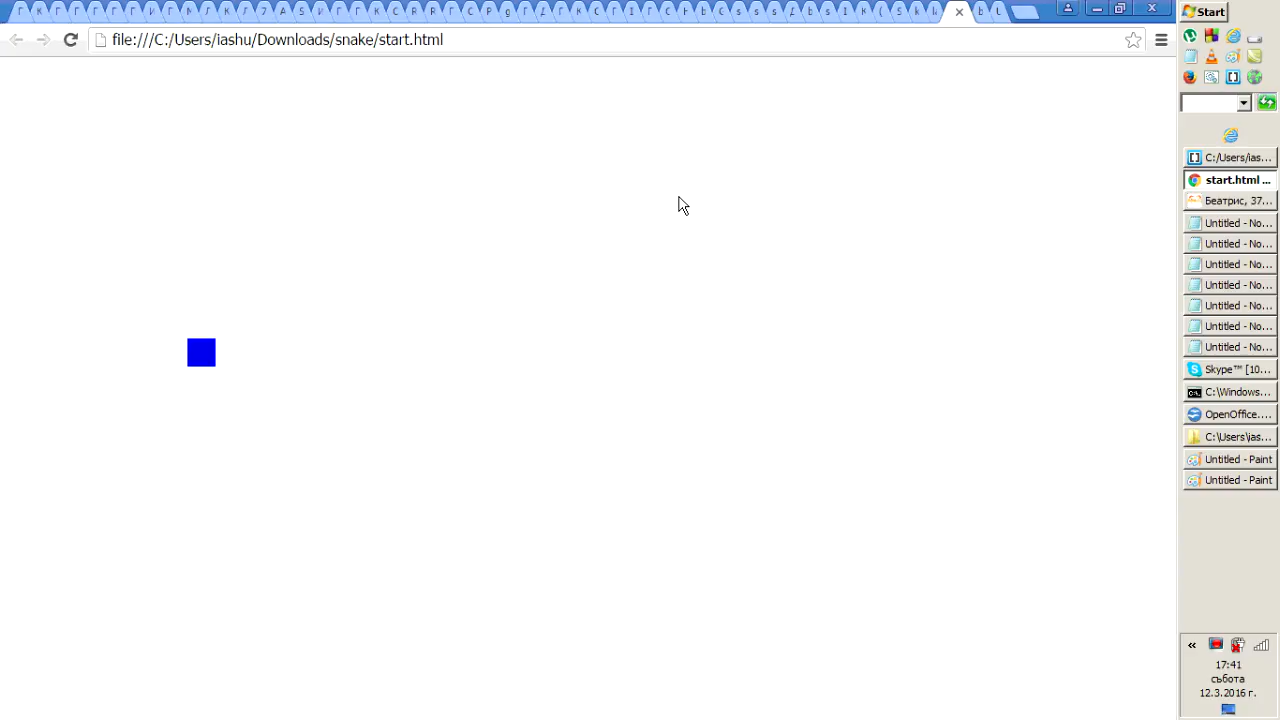 file:///C:/Users/iashu/Downloads/snake/start.html
Start
C:/Users/ias...
start.html ...
Беатрис, 37...
Untitled - No...
Untitled - No...
Untitled - No...
Untitled - No...
Untitled - No...
Untitled - No...
Untitled - No...
Skype™ [10...
C:\Windows...
OpenOffice....
C:\Users\ias...
Untitled - Paint
Untitled - Paint
17:41
събота
12.3.2016 г.